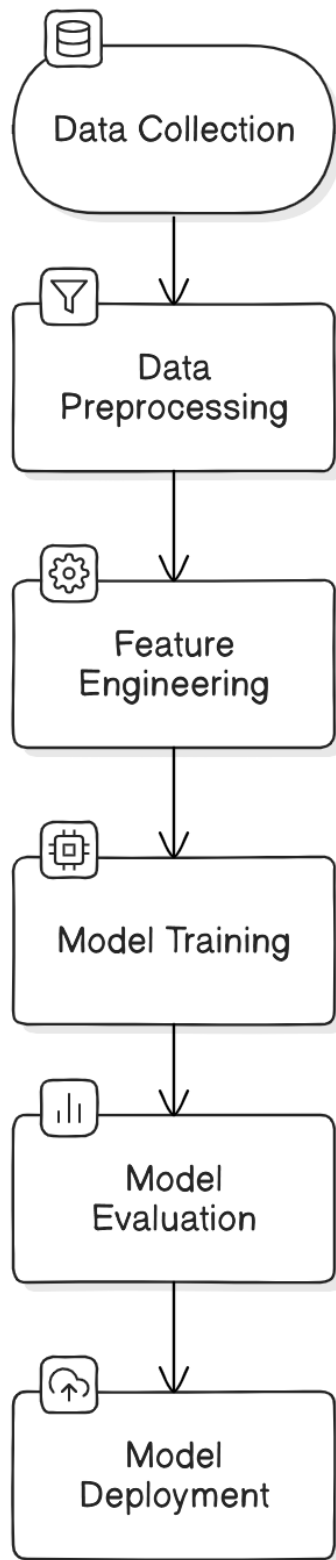 Data Collection
Data
Preprocessing
Feature
Engineering
Model Training
Model
Evaluation
Model
Deployment